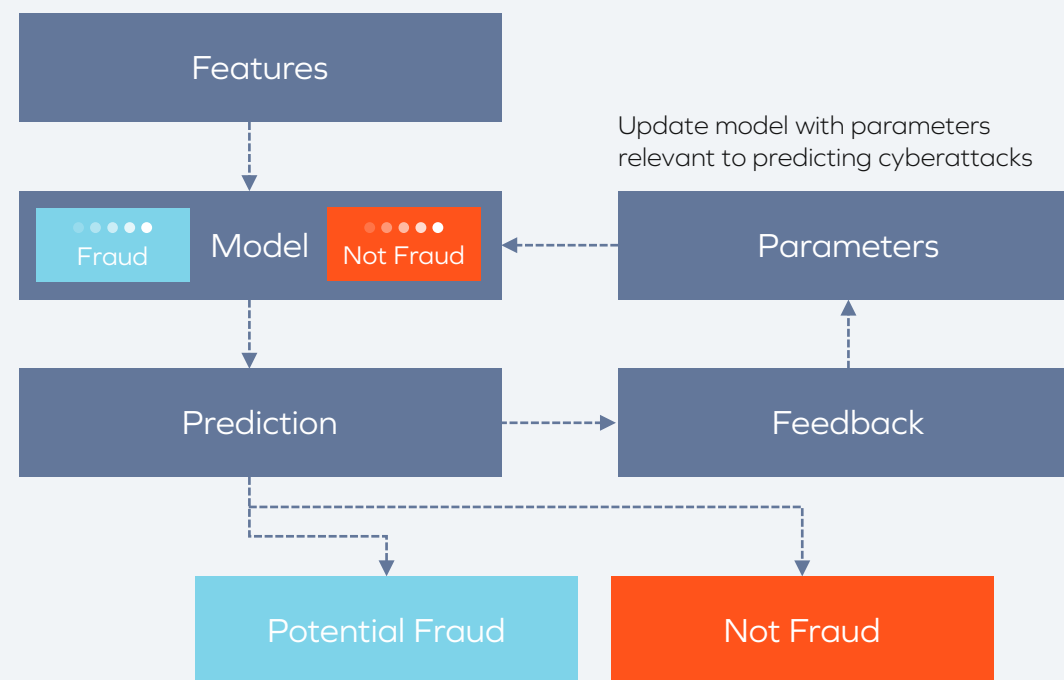 Features
Update model with parameters
relevant to predicting cyberattacks
Fraud
Model
Not Fraud
Parameters
Prediction
Feedback
Potential Fraud
Not Fraud